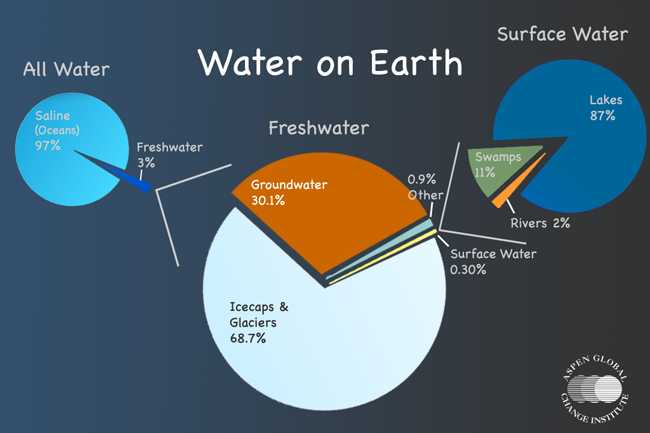 Water on Earth
All Water
Saline
(Oceans)
97%
Freshwater
3%
Freshwater
Groundwater
30.1%
0.9%
Other
Surface Water
0.30%
Icecaps &
Glaciers
68.7%
Surface Water
Lakes
87%
Swamps
11%
Rivers 2%
ASPEN GLOBAL
CHANGE INSTITUTE